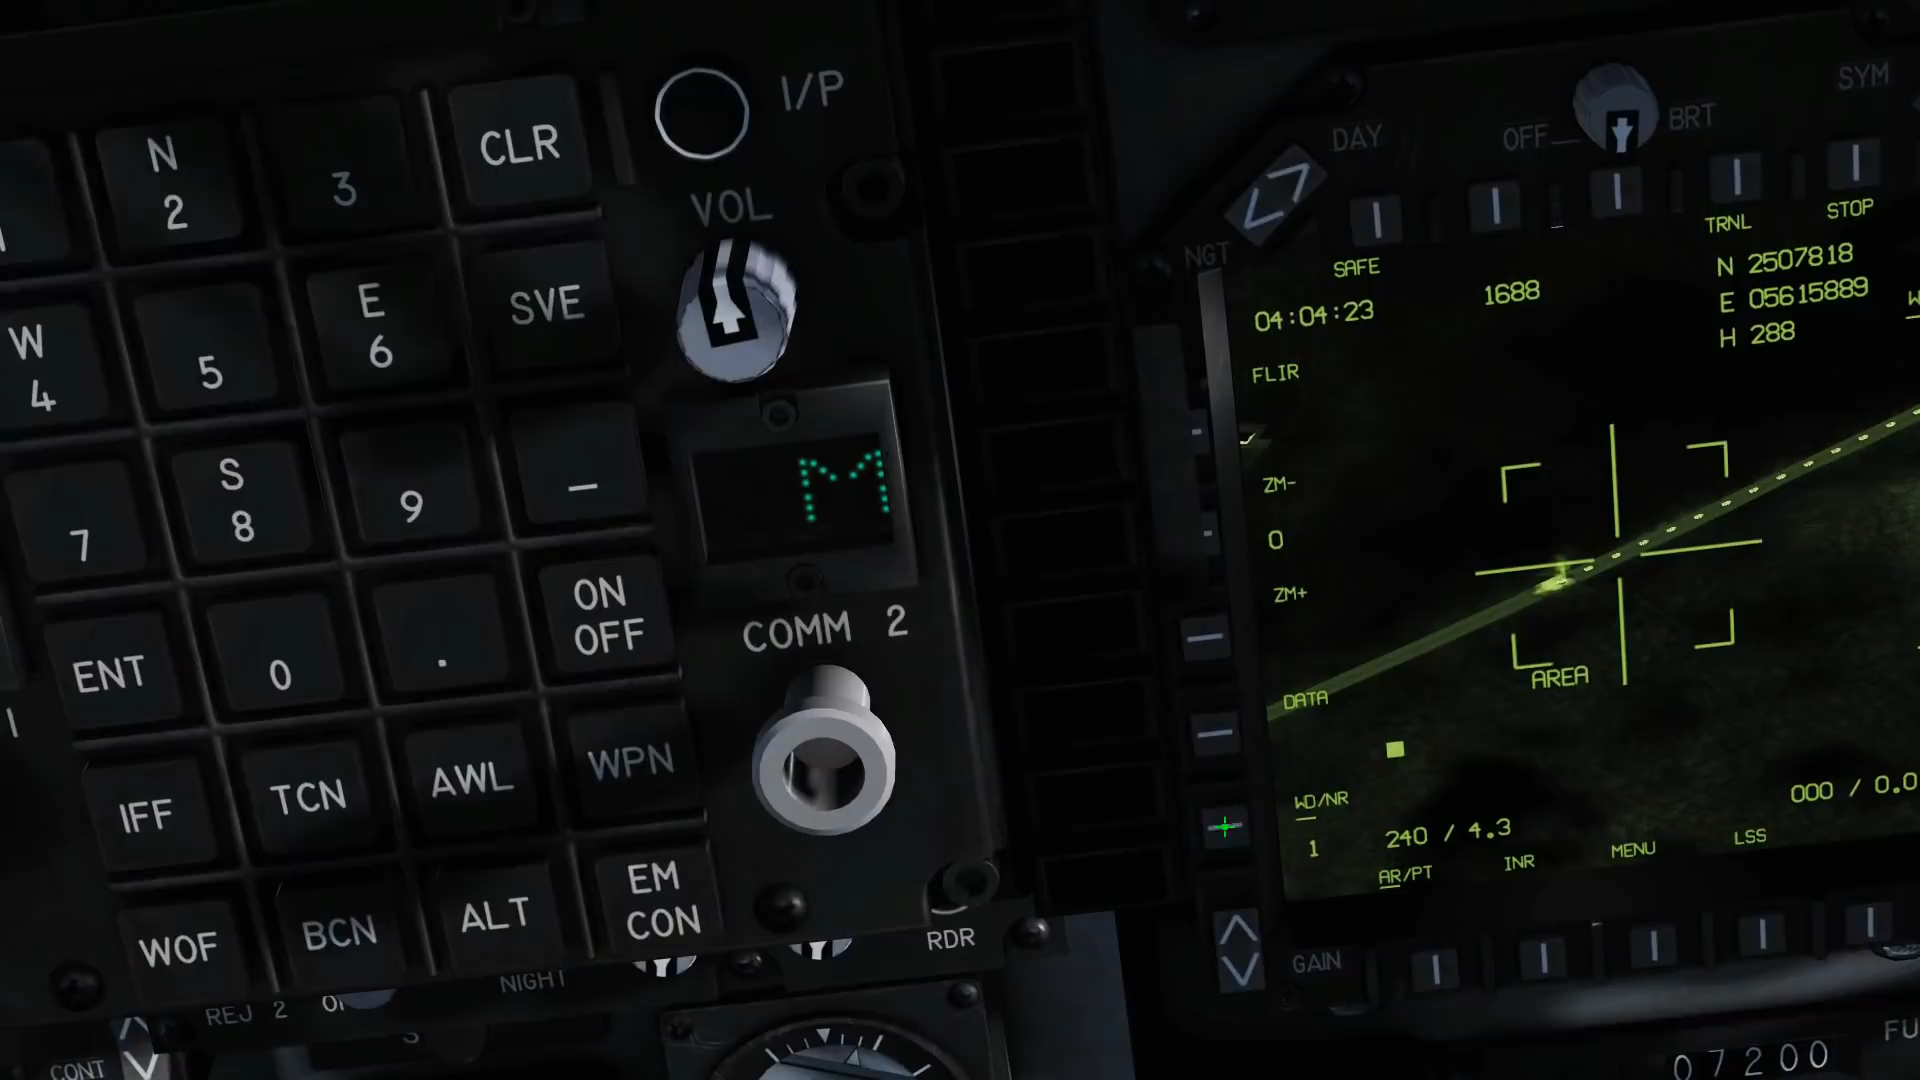 I/P
N
2
3
CLR
VOL
W
4
5
E
6
SVE
7
S
8
9
_
M
ENT
0
.
ON
OFF
COMM 2
IFF
TCN
AWL
WPN
WOF
BCN
ALT
EM
CON
RDR
REJ 2
NIGHT
CONT
DAY
OFF
BRT
SYM
NGT
SAFE
TRNL
STOP
04:04:23
1688
N 2507818
E 05615889
H 288
FLIR
ZM-
0
ZM+
AREA
DATA
WD/NR
1
240 / 4.3
000 / 0.0
AR/PT
INR
MENU
LSS
GAIN
07200